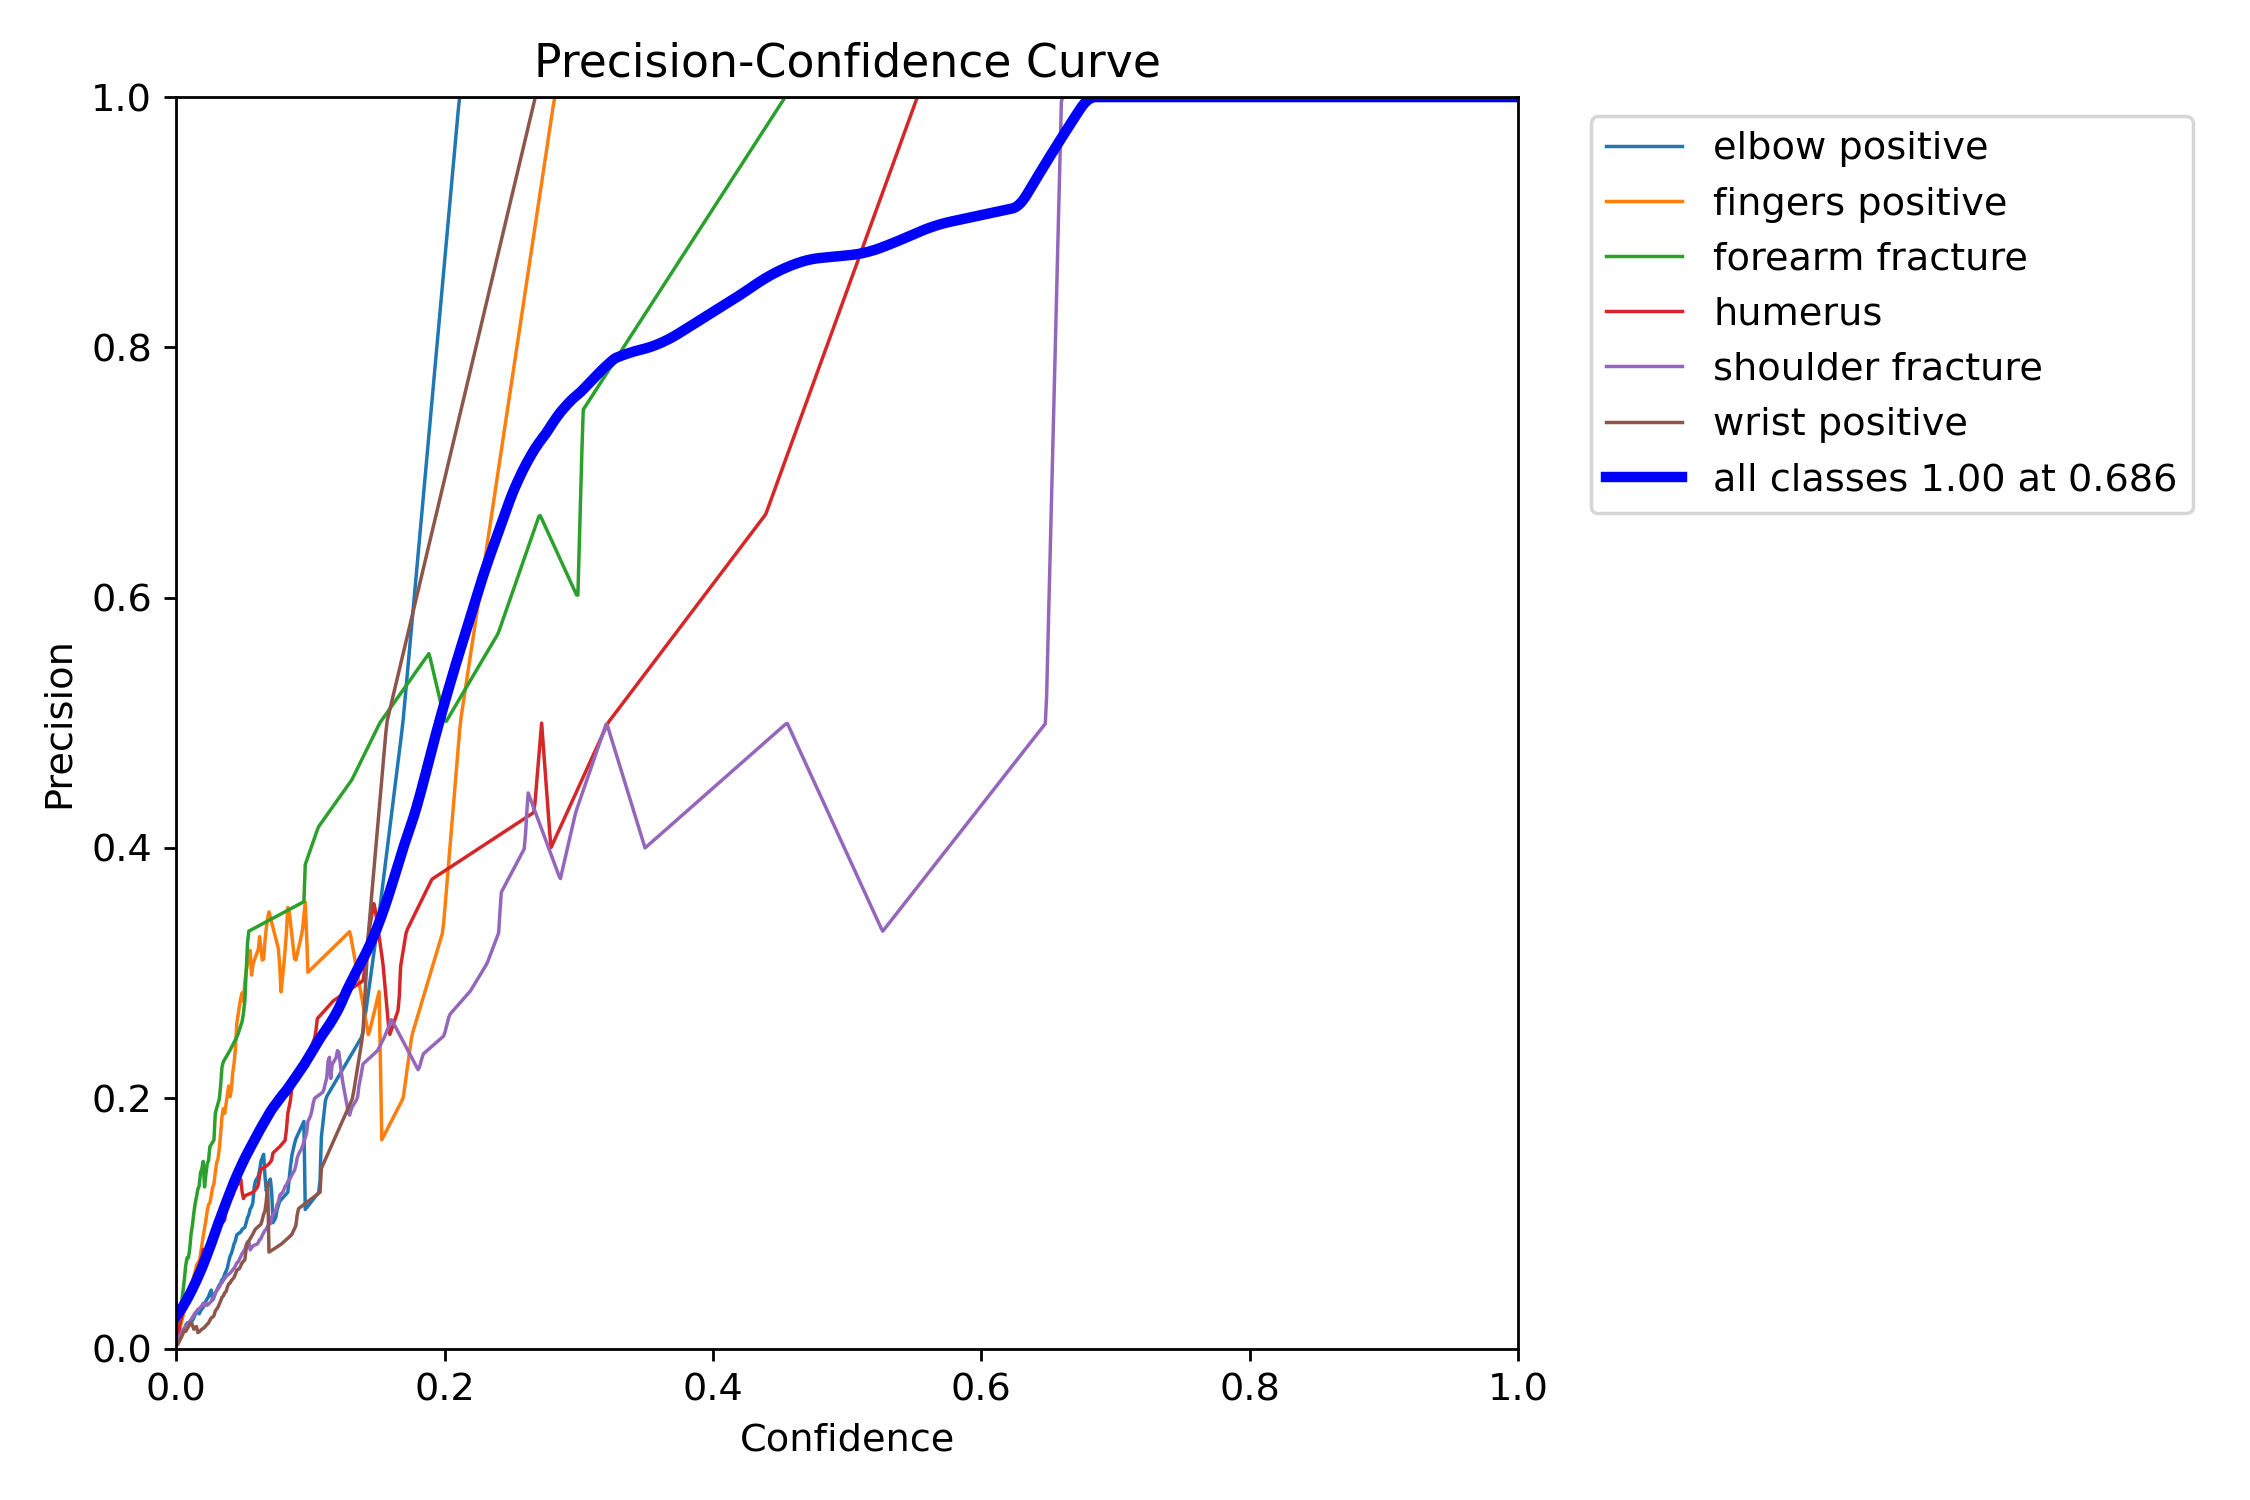 Precision-Confidence Curve
1.0
0.8
0.6
0.4
0.2
0.0
Precision
0.0 0.2 0.4 0.6 0.8 1.0
Confidence
elbow positive
fingers positive
forearm fracture
humerus
shoulder fracture
wrist positive
all classes 1.00 at 0.686